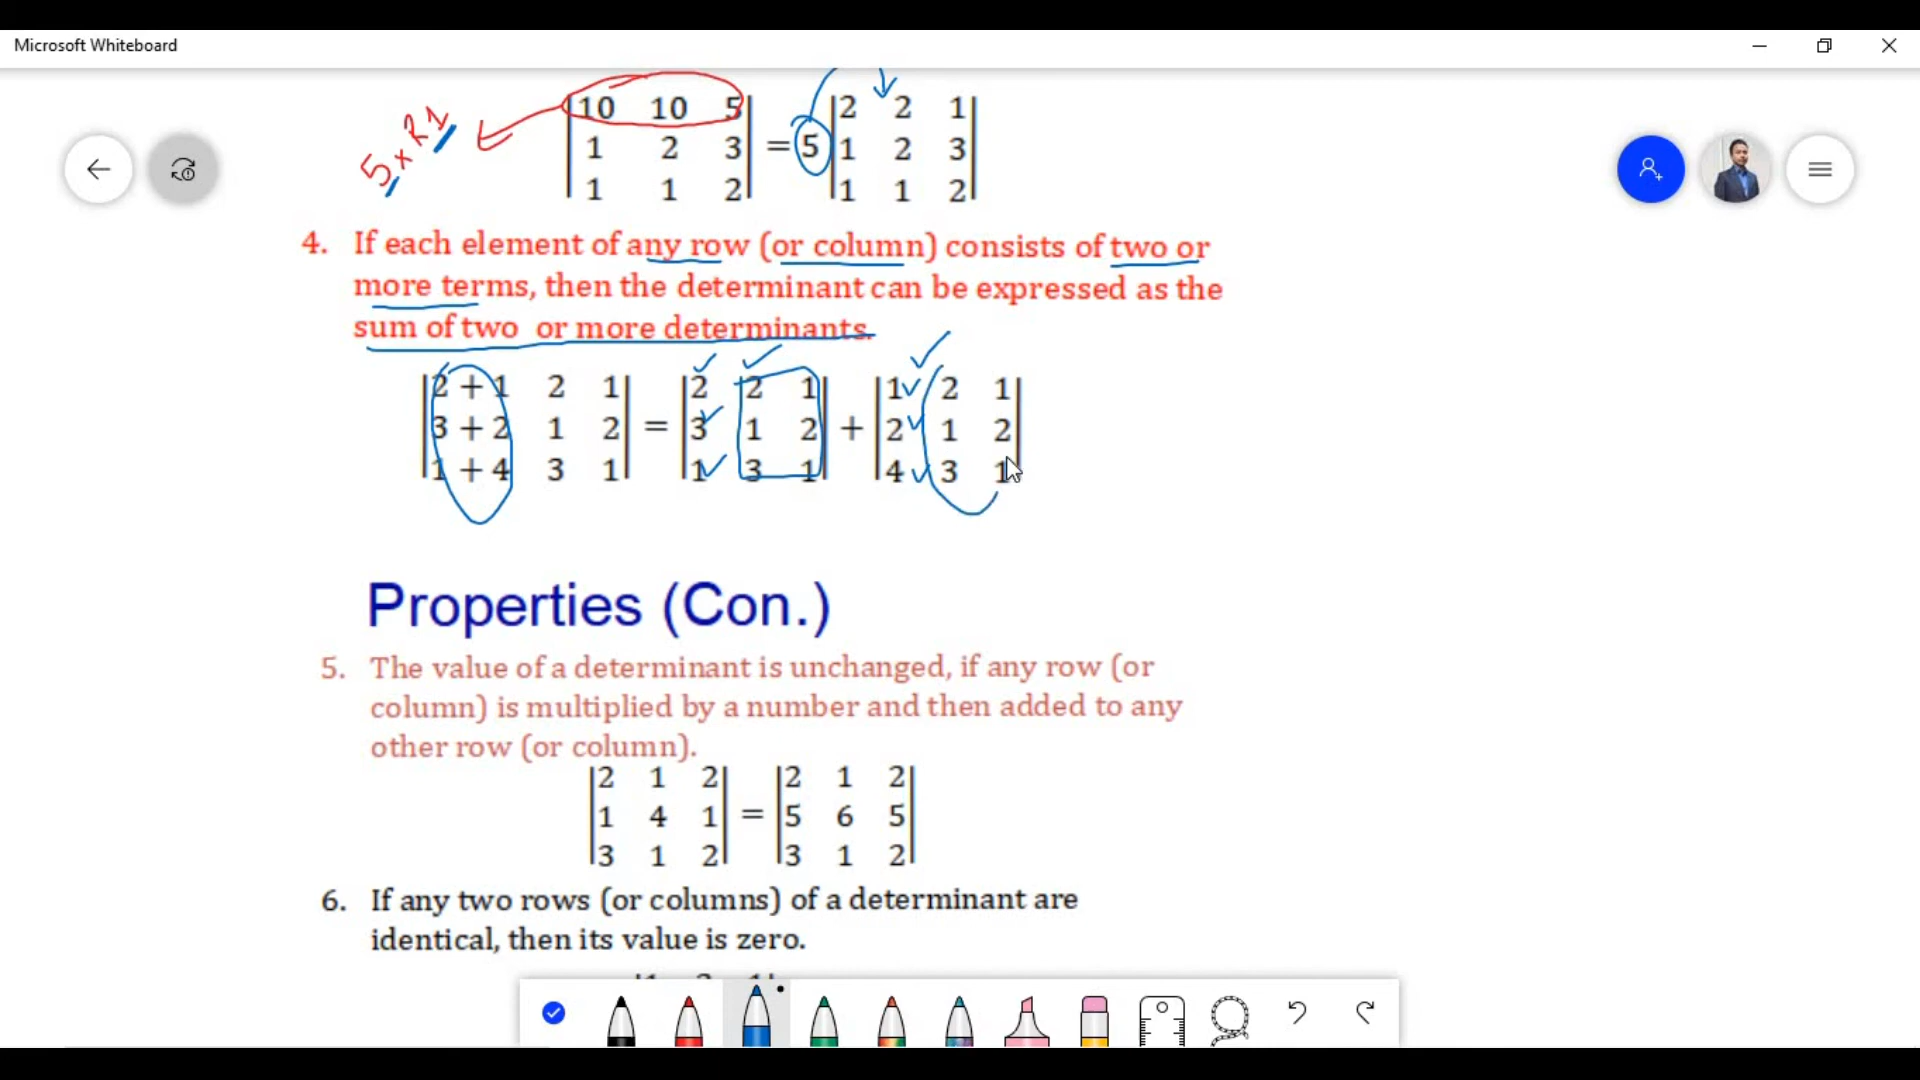 Microsoft Whiteboard
5 × R1
|10 10 5| |2 2 1|
|1 2 3| = 5 |1 2 3|
|1 1 2| |1 1 2|
4. If each element of any row (or column) consists of two or
more terms, then the determinant can be expressed as the
sum of two or more determinants.
|2 + 1 2 1| |2 2 1| |1 2 1|
|3 + 2 1 2| = |3 1 2| + |2 1 2|
|1 + 4 3 1| |1 3 1| |4 3 1|
Properties (Con.)
5. The value of a determinant is unchanged, if any row (or
column) is multiplied by a number and then added to any
other row (or column).
|2 1 2| |2 1 2|
|1 4 1| = |5 6 5|
|3 1 2| |3 1 2|
6. If any two rows (or columns) of a determinant are
identical, then its value is zero.